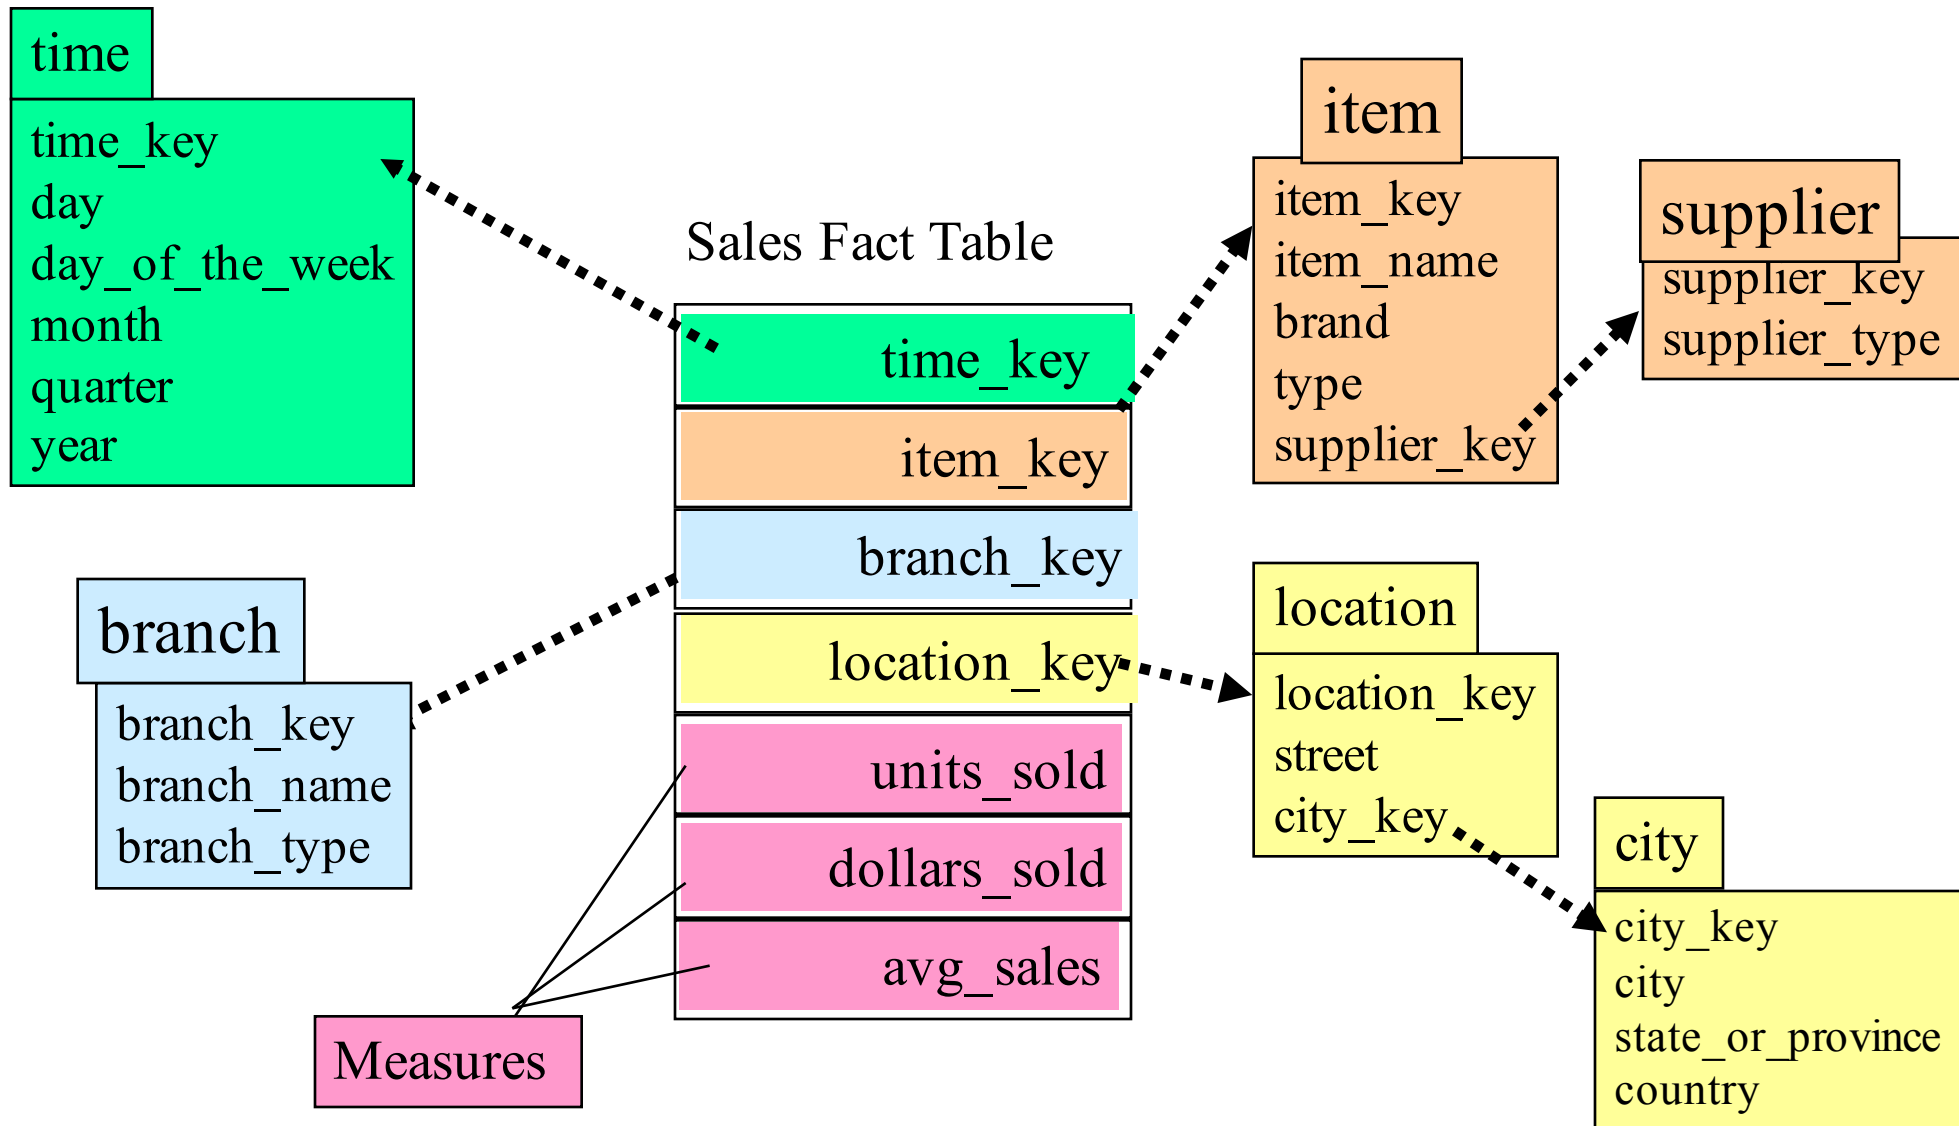 time
time_key
day
day_of_the_week
month
quarter
year
branch
branch_key
branch_name
branch_type
Sales Fact Table
time_key
item_key
branch_key
location_key
units_sold
dollars_sold
avg_sales
Measures
item
item_key
item_name
brand
type
supplier_key
supplier
supplier_key
supplier_type
location
location_key
street
city_key
city
city_key
city
state_or_province
country